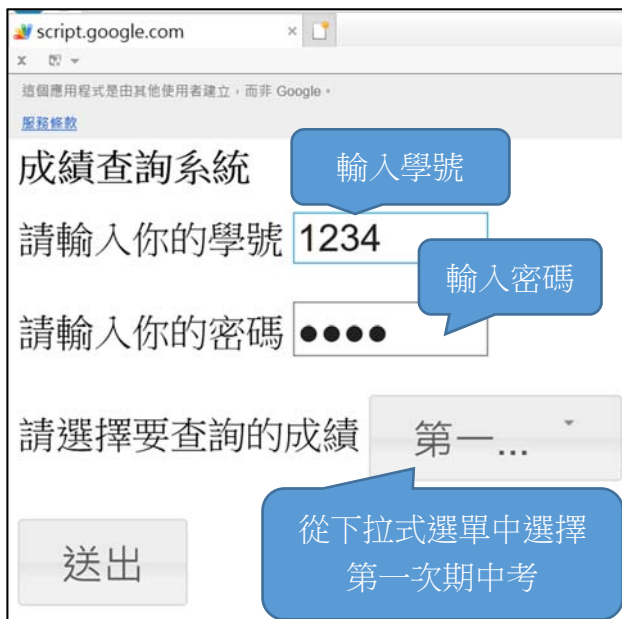 script.google.com
這個應用程式是由其他使用者建立，而非 Google。
服務條款
成績查詢系統
輸入學號
請輸入你的學號 1234
輸入密碼
請輸入你的密碼 ●●●●
請選擇要查詢的成績 第一...
從下拉式選單中選擇
第一次期中考
送出